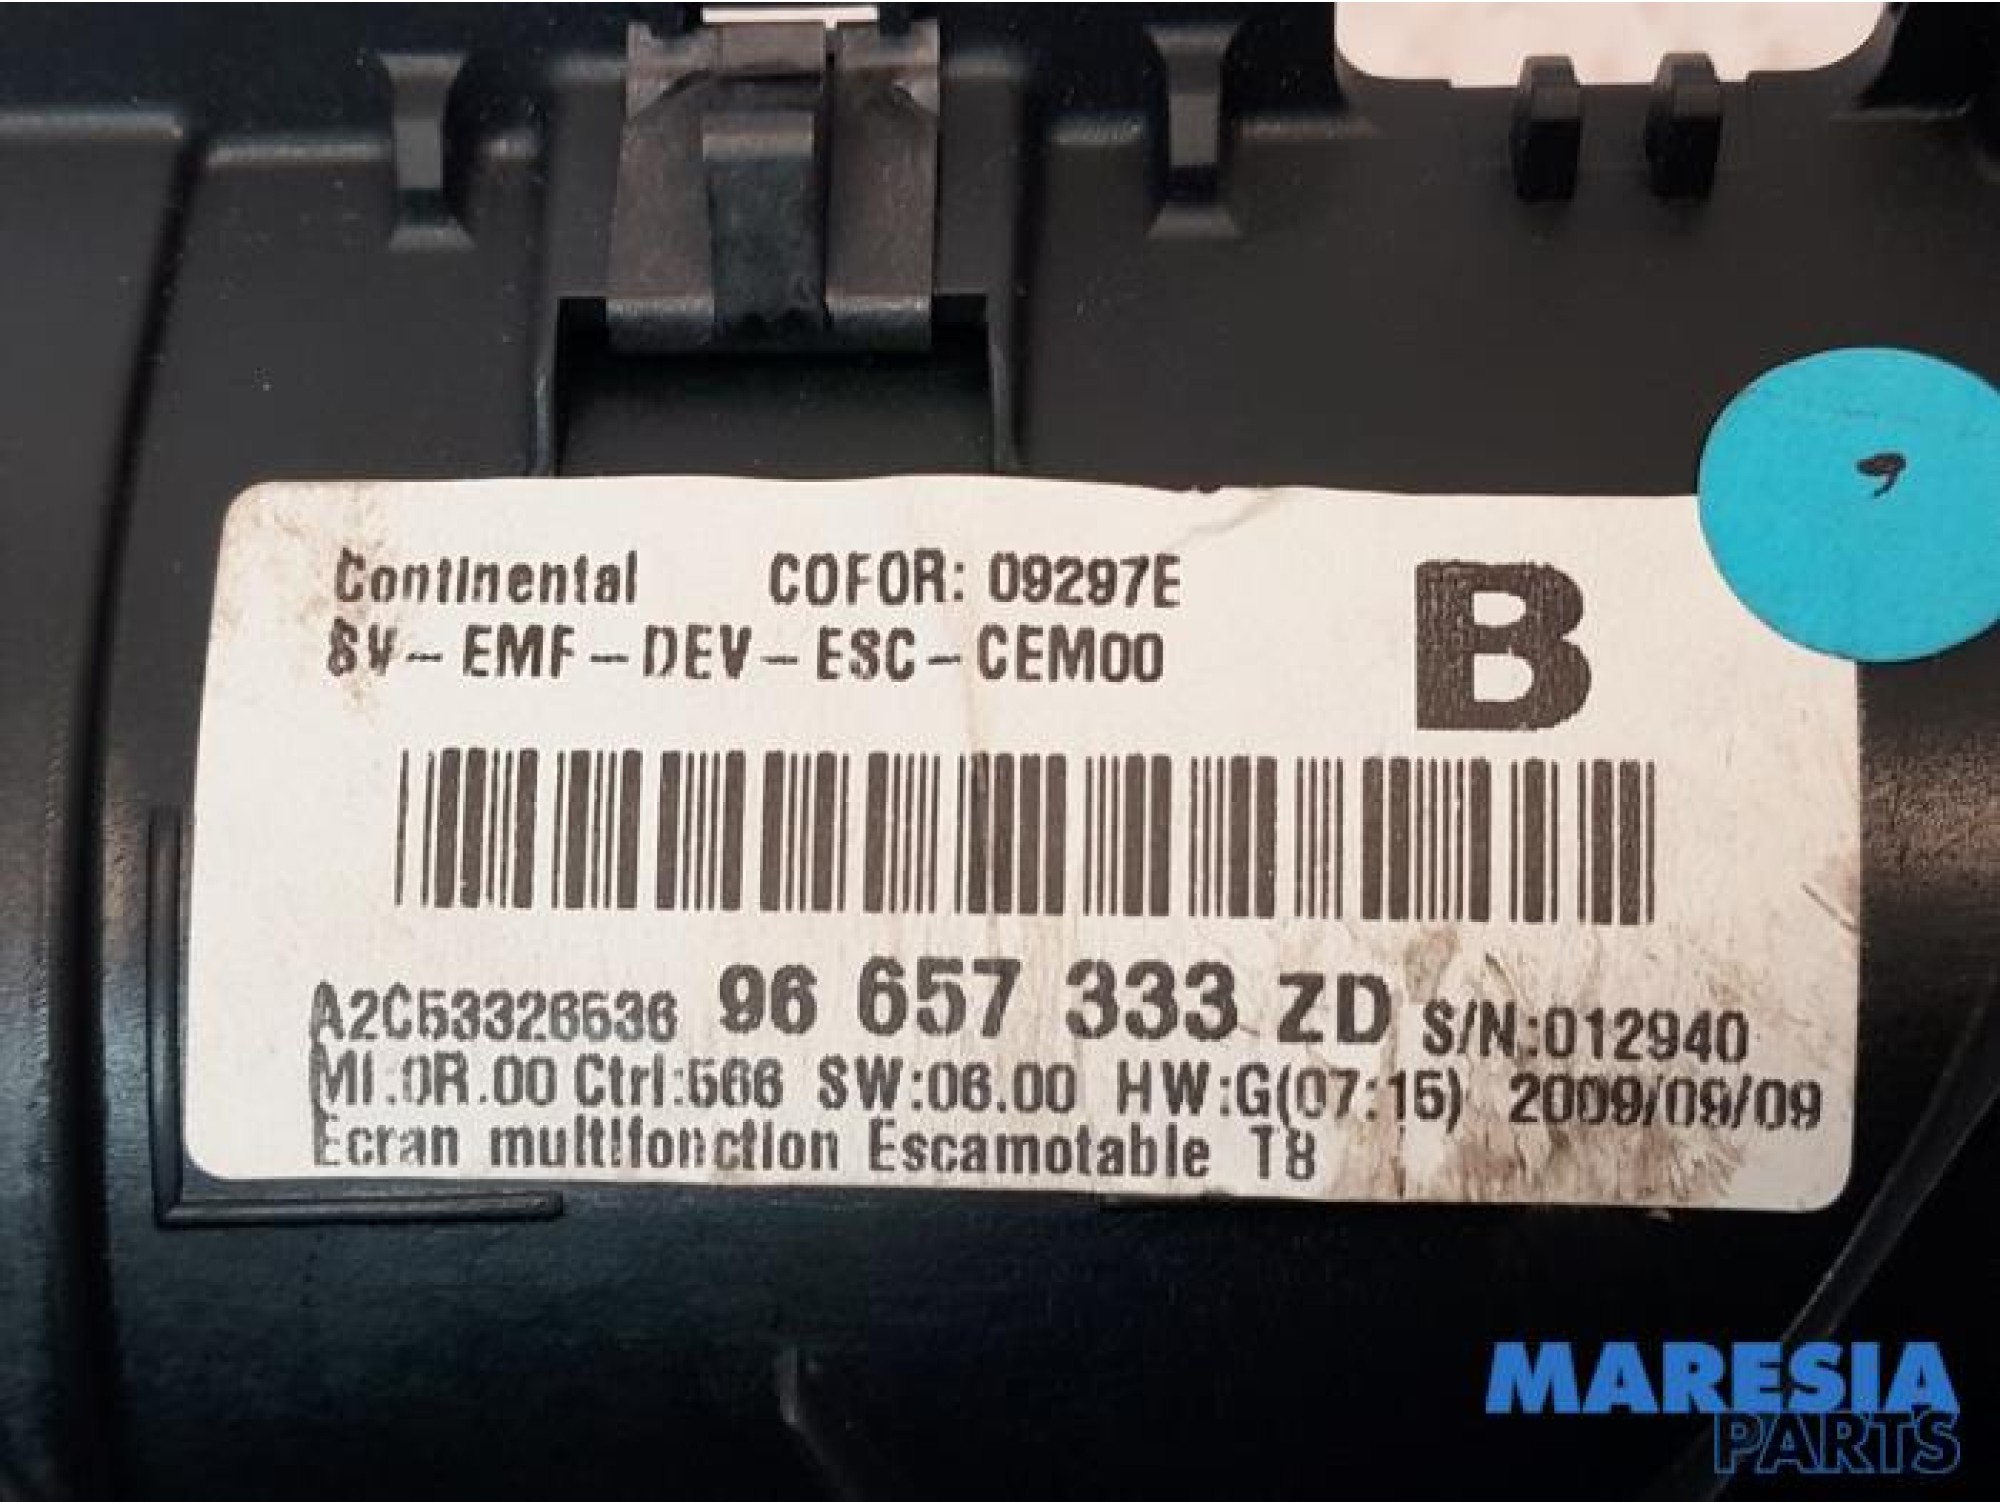 Continental COFOR: 09297E
SV-EMF-DEV-ESC-CEM00
B
A2C53326536 96 657 333 ZD S/N:012940
MI:0R.00 Ctrl:566 SW:06.00 HW:G(07:15) 2009/09/09
Ecran multifonction Escamotable T8
MARESIA
PARTS